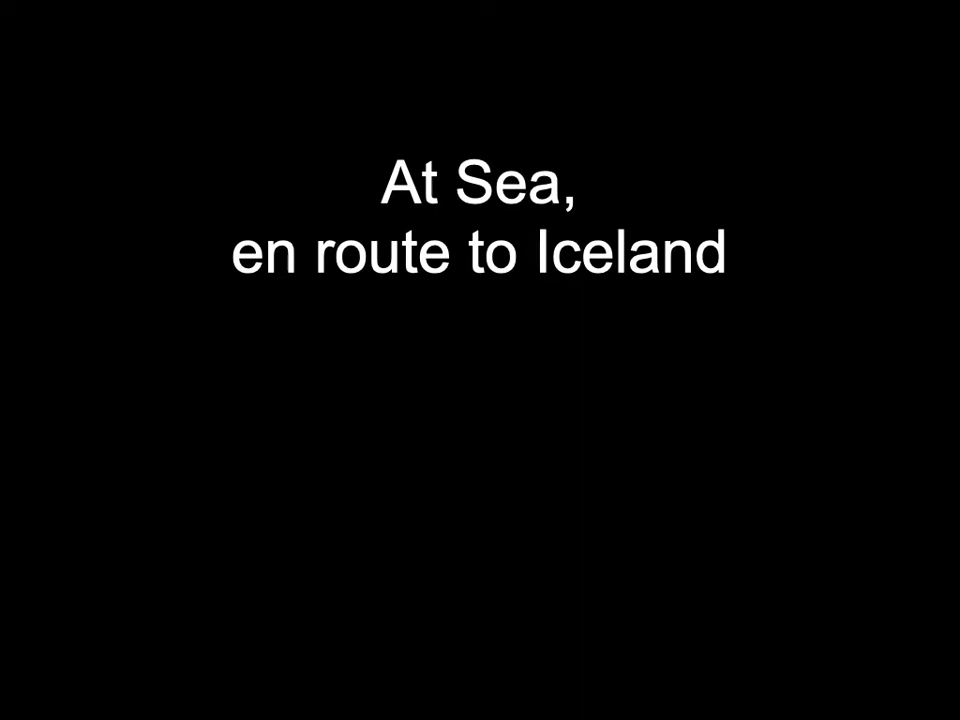 At Sea,
en route to Iceland